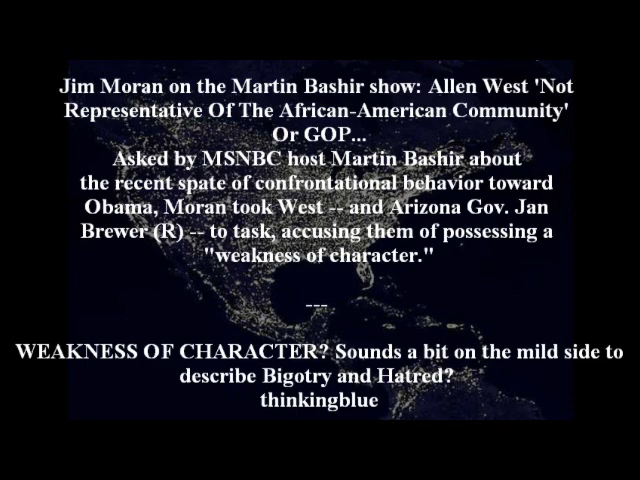 Jim Moran on the Martin Bashir show: Allen West 'Not
Representative Of The African-American Community'
Or GOP...
Asked by MSNBC host Martin Bashir about
the recent spate of confrontational behavior toward
Obama, Moran took West -- and Arizona Gov. Jan
Brewer (R) -- to task, accusing them of possessing a
"weakness of character."
---
WEAKNESS OF CHARACTER? Sounds a bit on the mild side to
describe Bigotry and Hatred?
thinkingblue